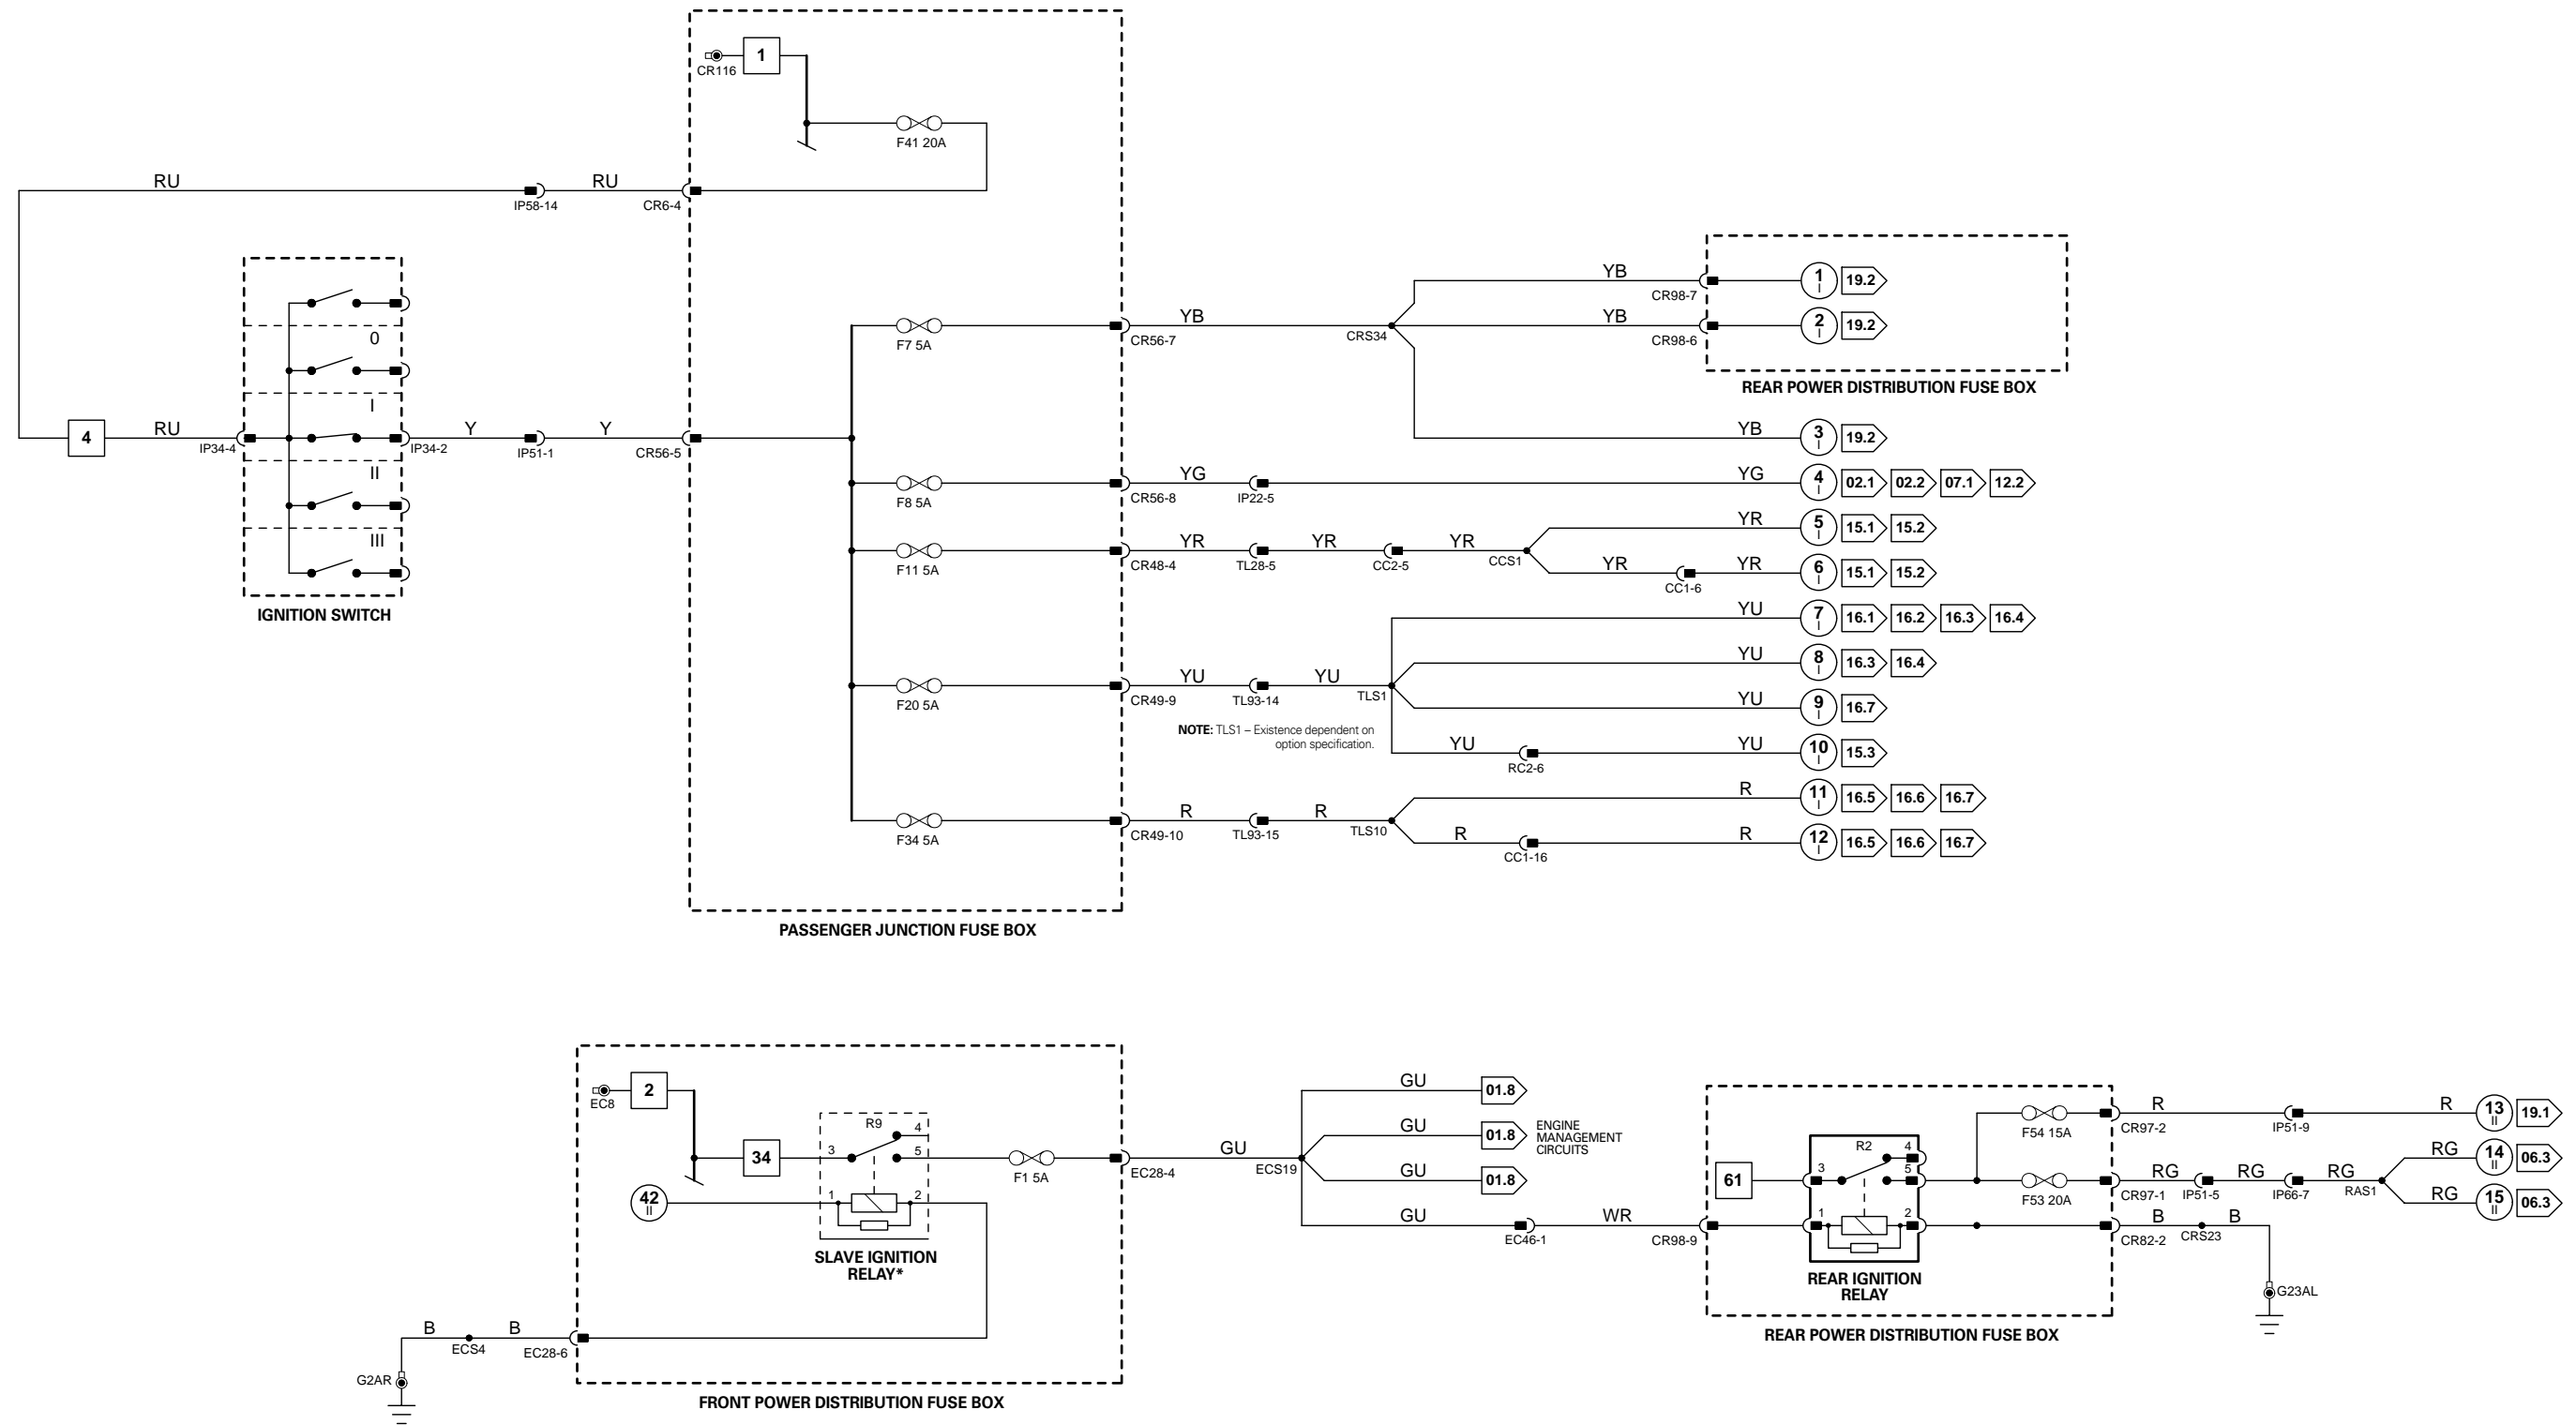 1
CR116
F41 20A
RU
RU
IP58-14
CR6-4
0
I
II
III
4
RU
IP34-4
IP34-2
Y
IP51-1
Y
CR56-5
IGNITION SWITCH
F7 5A
CR56-7
YB
CRS34
YB
CR98-7
1
I
19.2
YB
CR98-6
2
I
19.2
REAR POWER DISTRIBUTION FUSE BOX
YB
3
I
19.2
F8 5A
CR56-8
YG
IP22-5
YG
4
I
02.1
02.2
07.1
12.2
F11 5A
CR48-4
YR
TL28-5
YR
CC2-5
YR
CCS1
YR
5
I
15.1
15.2
YR
CC1-6
YR
6
I
15.1
15.2
F20 5A
CR49-9
YU
TL93-14
YU
TLS1
NOTE: TLS1 – Existence dependent on
option specification.
YU
7
I
16.1
16.2
16.3
16.4
YU
8
I
16.3
16.4
YU
9
I
16.7
YU
RC2-6
YU
10
I
15.3
F34 5A
CR49-10
R
TL93-15
R
TLS10
R
11
I
16.5
16.6
16.7
R
CC1-16
R
12
I
16.5
16.6
16.7
PASSENGER JUNCTION FUSE BOX
EC8
2
34
R9
3
4
5
1
2
42
II
SLAVE IGNITION
RELAY*
F1 5A
EC28-4
GU
ECS19
GU
01.8
GU
01.8
ENGINE
MANAGEMENT
CIRCUITS
GU
01.8
GU
EC46-1
WR
CR98-9
B
ECS4
B
EC28-6
G2AR
FRONT POWER DISTRIBUTION FUSE BOX
61
R2
3
4
5
1
2
REAR IGNITION
RELAY
F54 15A
CR97-2
R
IP51-9
R
13
II
19.1
F53 20A
CR97-1
RG
IP51-5
RG
IP66-7
RG
RAS1
RG
14
II
06.3
RG
15
II
06.3
CR82-2
B
CRS23
B
G23AL
REAR POWER DISTRIBUTION FUSE BOX